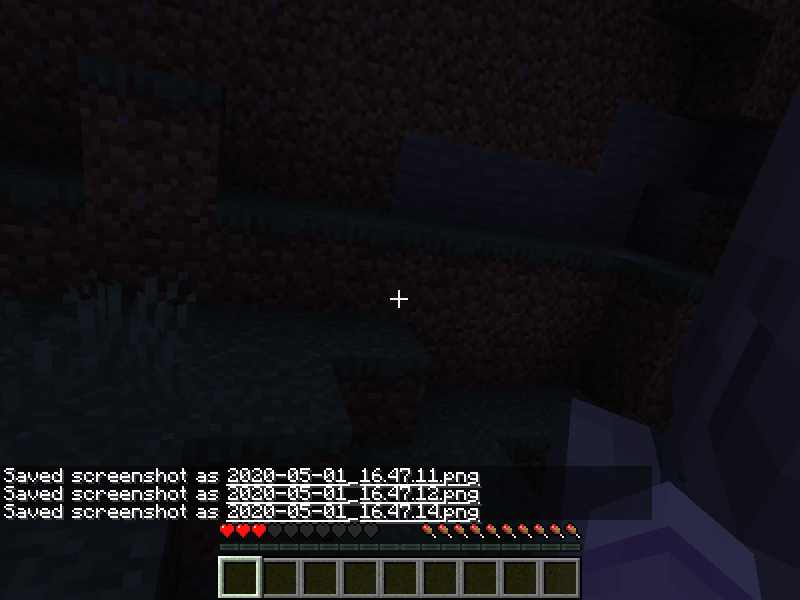 Saved screenshot as 2020-05-01_16.47.11.png
Saved screenshot as 2020-05-01_16.47.12.png
Saved screenshot as 2020-05-01_16.47.14.png